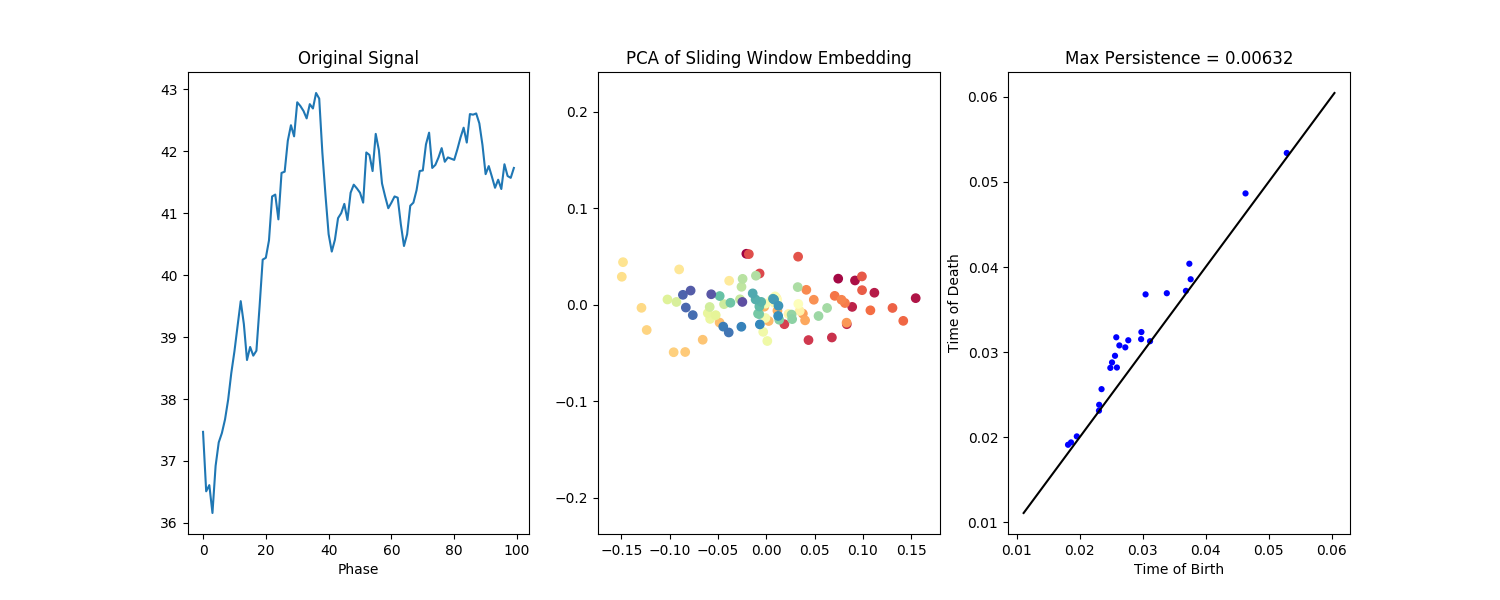 Original Signal
43
42
41
40
39
38
37
36
0 20 40 60 80 100
Phase
PCA of Sliding Window Embedding
0.2
0.1
0.0
−0.1
−0.2
−0.15 −0.10 −0.05 0.00 0.05 0.10 0.15
Max Persistence = 0.00632
Time of Death
0.06
0.05
0.04
0.03
0.02
0.01
0.01 0.02 0.03 0.04 0.05 0.06
Time of Birth